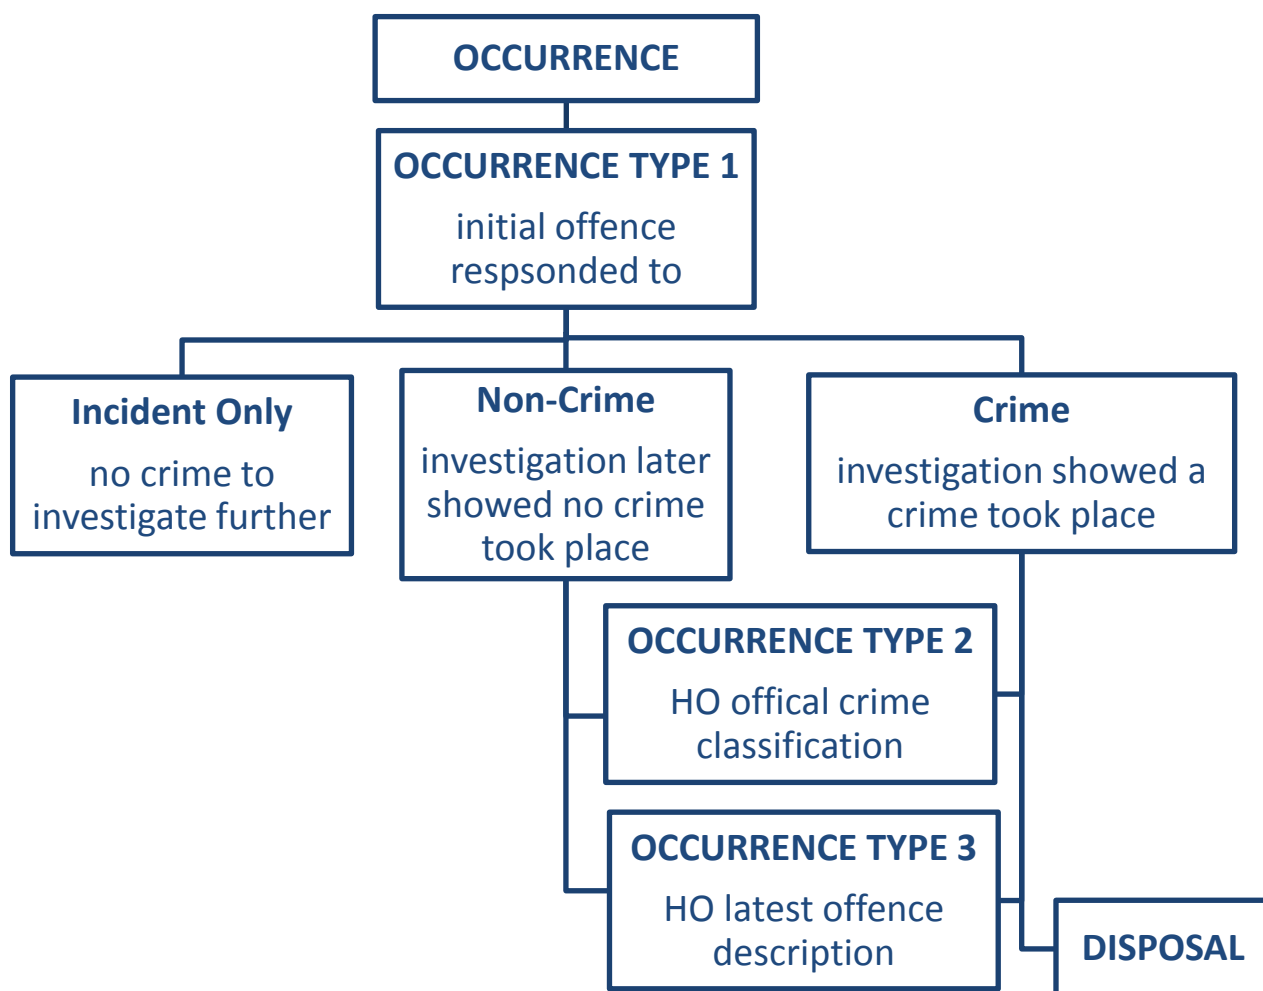 OCCURRENCE
OCCURRENCE TYPE 1
initial offence
respsonded to
Incident Only
no crime to
investigate further
Non-Crime
investigation later
showed no crime
took place
Crime
investigation showed a
crime took place
OCCURRENCE TYPE 2
HO offical crime
classification
OCCURRENCE TYPE 3
HO latest offence
description
DISPOSAL